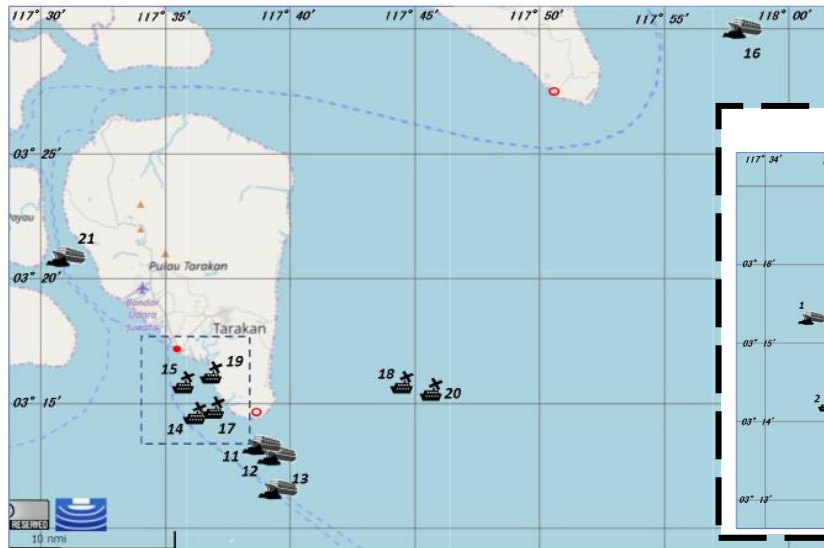 117° 30' 117° 35' 117° 45' 117° 50' 117° 55' 118° 00'
16
03° 25'
117° 34'
21
Payau
03° 20'
Pulau Tarakan
03° 16'
Bandar
Udara
Juwata
Tarakan
1
15 19
18
20
03° 15'
03° 15'
2
14 17
03° 14'
11
12
13
03° 13'
RESERVED
10 nmi